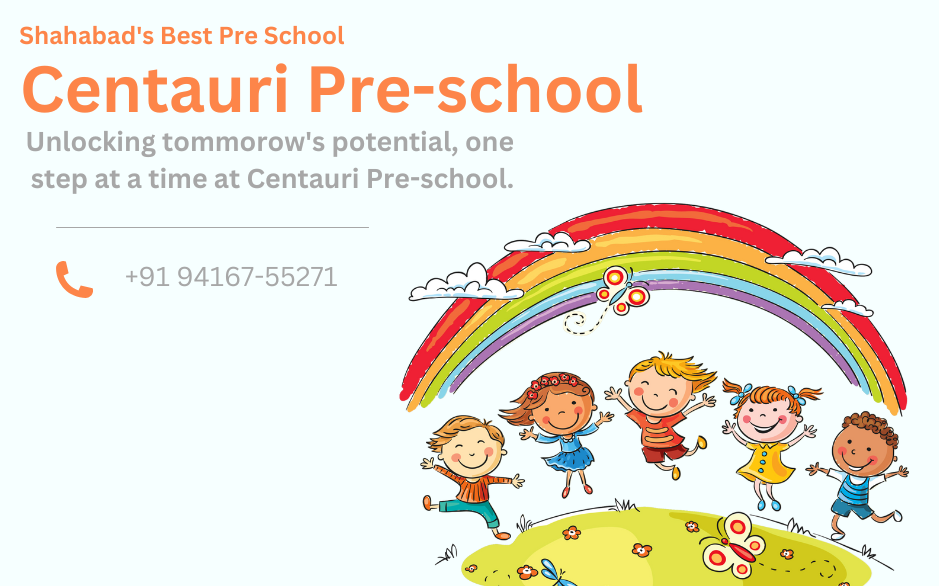 Shahabad's Best Pre School
Centauri Pre-school
Unlocking tommorow's potential, one
step at a time at Centauri Pre-school.
+91 94167-55271